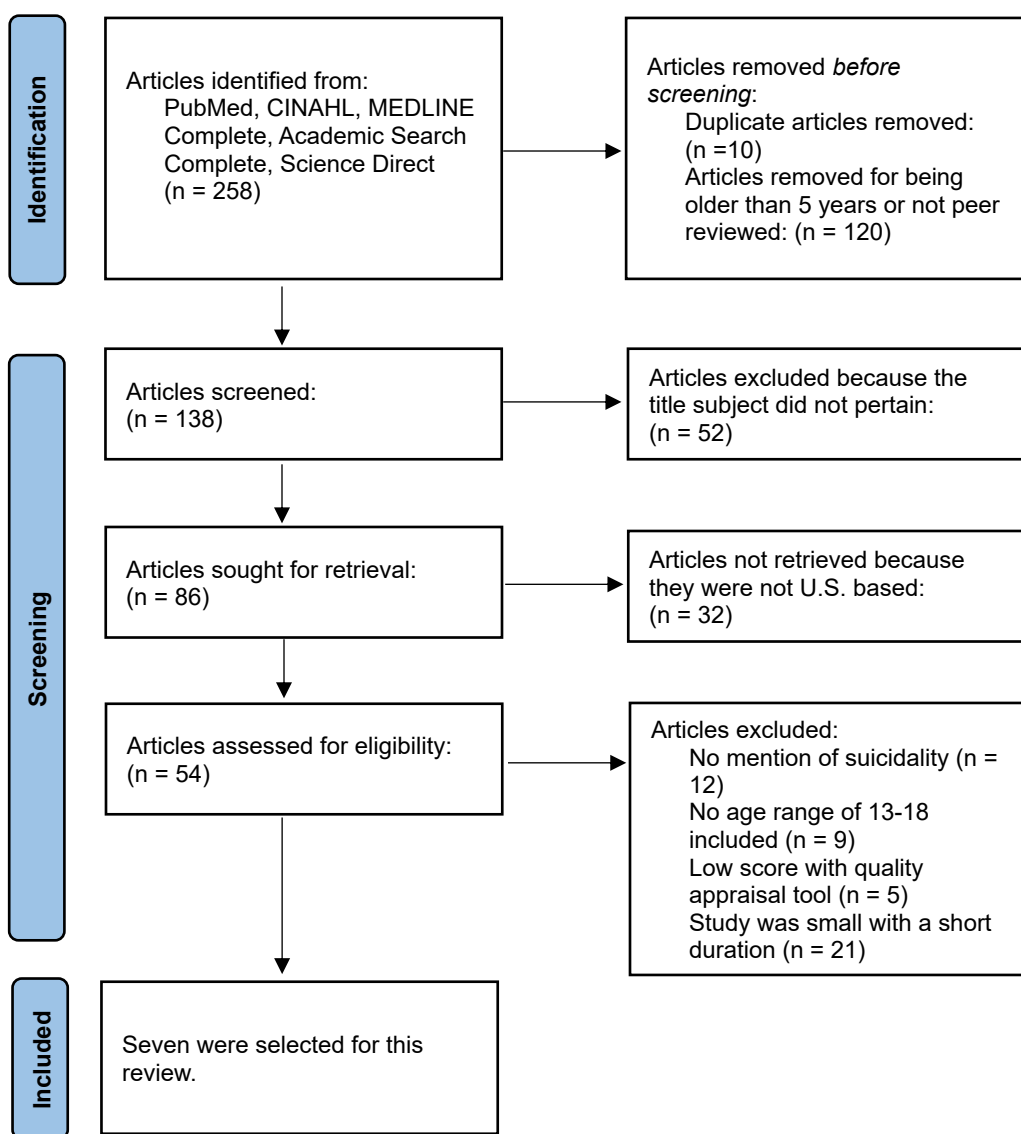 Identification
Articles identified from:
PubMed, CINAHL, MEDLINE
Complete, Academic Search
Complete, Science Direct
(n = 258)
Articles removed before
screening:
Duplicate articles removed:
(n =10)
Articles removed for being
older than 5 years or not peer
reviewed: (n = 120)
Screening
Articles screened:
(n = 138)
Articles excluded because the
title subject did not pertain:
(n = 52)
Articles sought for retrieval:
(n = 86)
Articles not retrieved because
they were not U.S. based:
(n = 32)
Articles assessed for eligibility:
(n = 54)
Articles excluded:
No mention of suicidality (n =
12)
No age range of 13-18
included (n = 9)
Low score with quality
appraisal tool (n = 5)
Study was small with a short
duration (n = 21)
Included
Seven were selected for this
review.